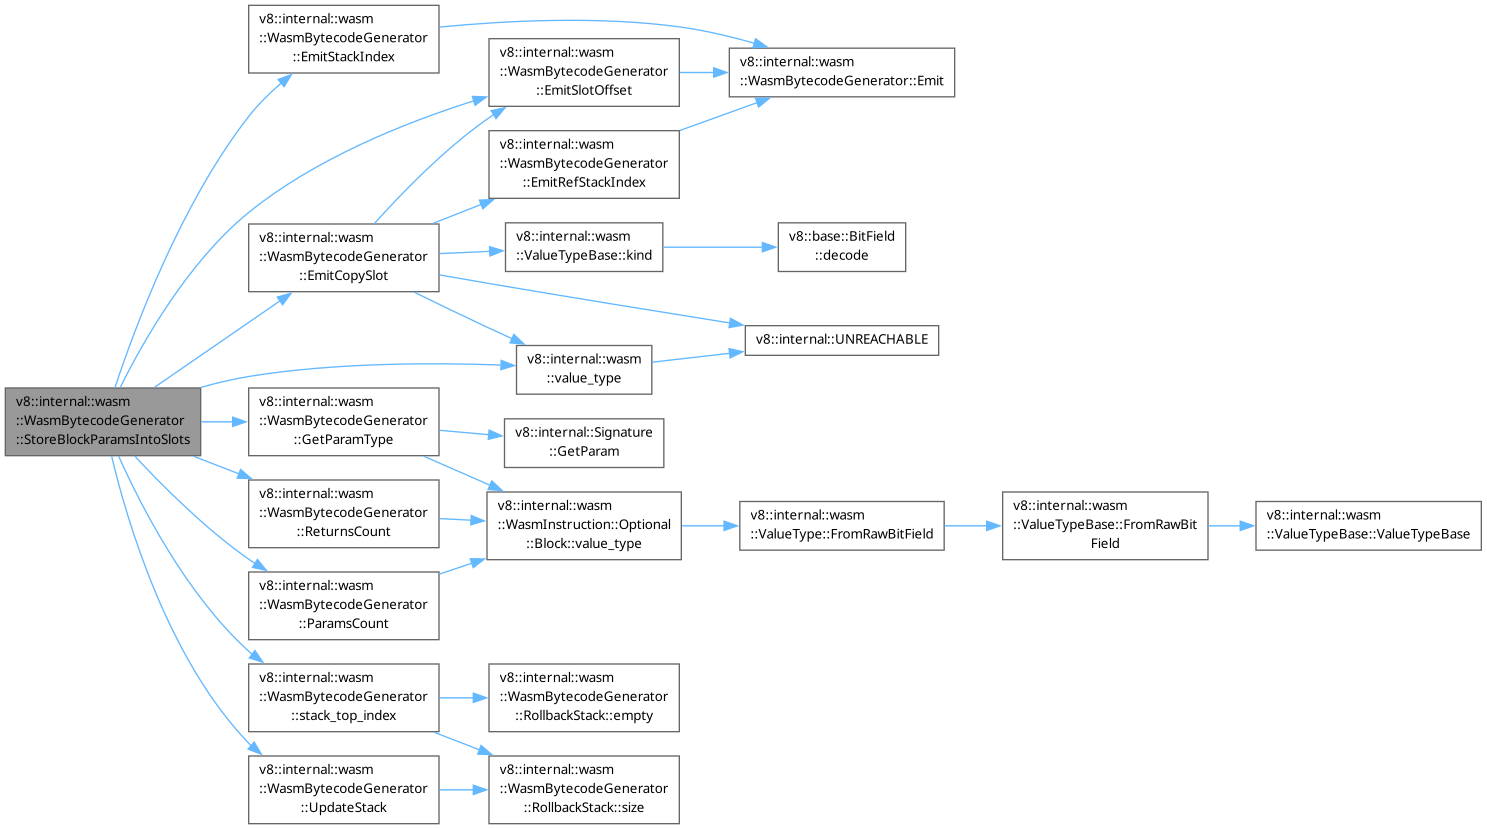 v8::internal::wasm
::WasmBytecodeGenerator
::StoreBlockParamsIntoSlots
v8::internal::wasm
::WasmBytecodeGenerator
::EmitStackIndex
v8::internal::wasm
::WasmBytecodeGenerator::Emit
v8::internal::wasm
::WasmBytecodeGenerator
::EmitSlotOffset
v8::internal::wasm
::WasmBytecodeGenerator
::EmitRefStackIndex
v8::internal::wasm
::WasmBytecodeGenerator
::EmitCopySlot
v8::internal::wasm
::ValueTypeBase::kind
v8::base::BitField
::decode
v8::internal::UNREACHABLE
v8::internal::wasm
::value_type
v8::internal::wasm
::WasmBytecodeGenerator
::GetParamType
v8::internal::Signature
::GetParam
v8::internal::wasm
::WasmBytecodeGenerator
::ReturnsCount
v8::internal::wasm
::WasmInstruction::Optional
::Block::value_type
v8::internal::wasm
::ValueType::FromRawBitField
v8::internal::wasm
::ValueTypeBase::FromRawBit
Field
v8::internal::wasm
::ValueTypeBase::ValueTypeBase
v8::internal::wasm
::WasmBytecodeGenerator
::ParamsCount
v8::internal::wasm
::WasmBytecodeGenerator
::stack_top_index
v8::internal::wasm
::WasmBytecodeGenerator
::RollbackStack::empty
v8::internal::wasm
::WasmBytecodeGenerator
::UpdateStack
v8::internal::wasm
::WasmBytecodeGenerator
::RollbackStack::size